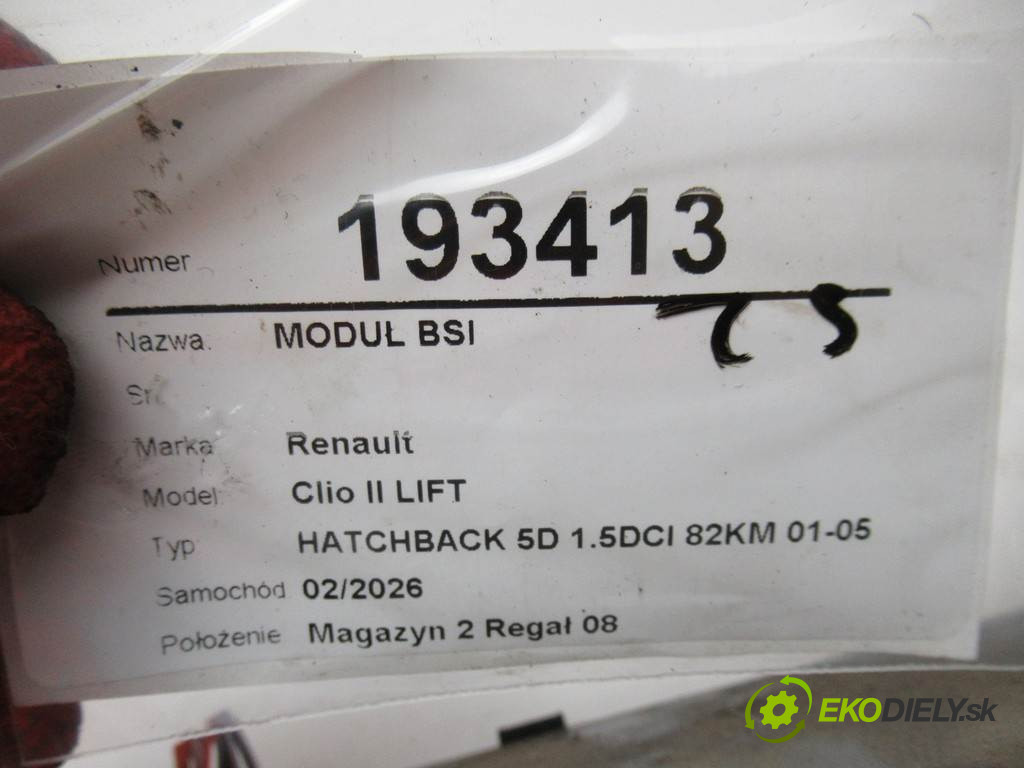 Numer 193413
Nazwa. MODUŁ BSI
Marka Renault
Model Clio II LIFT
Typ HATCHBACK 5D 1.5DCI 82KM 01-05
Samochód 02/2026
Położenie Magazyn 2 Regał 08
EKODIELY.sk